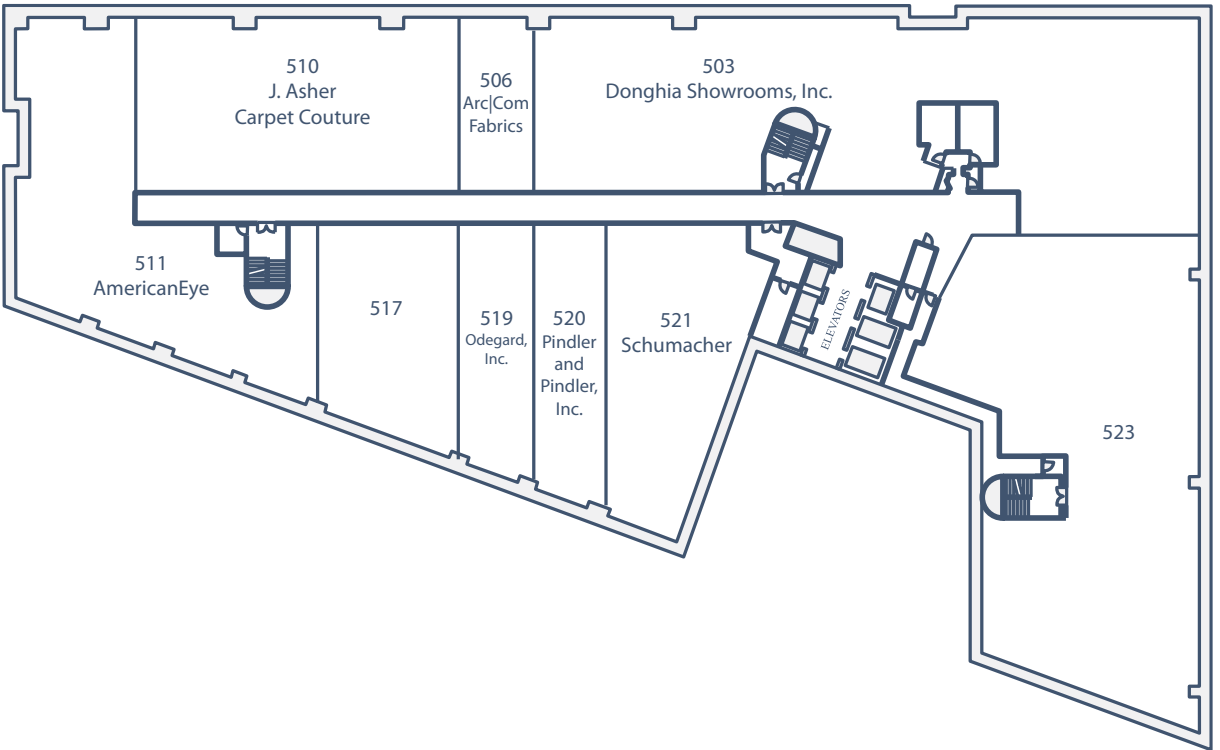 510
J. Asher
Carpet Couture
506
Arc|Com
Fabrics
503
Donghia Showrooms, Inc.
511
AmericanEye
517
519
Odegard,
Inc.
520
Pindler
and
Pindler,
Inc.
521
Schumacher
ELEVATORS
523